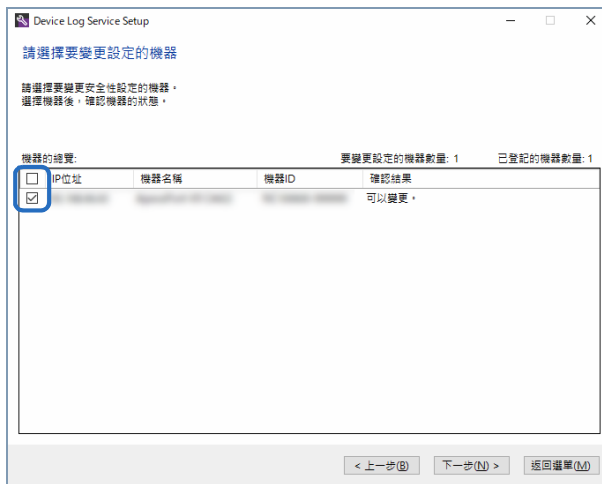 Device Log Service Setup
請選擇要變更設定的機器
請選擇要變更安全性設定的機器。
選擇機器後，確認機器的狀態。
機器的總覽: 要變更設定的機器數量: 1 已登記的機器數量: 1
IP位址 機器名稱 機器ID 確認結果
可以變更。
< 上一步(B) 下一步(N) > 返回選單(M)